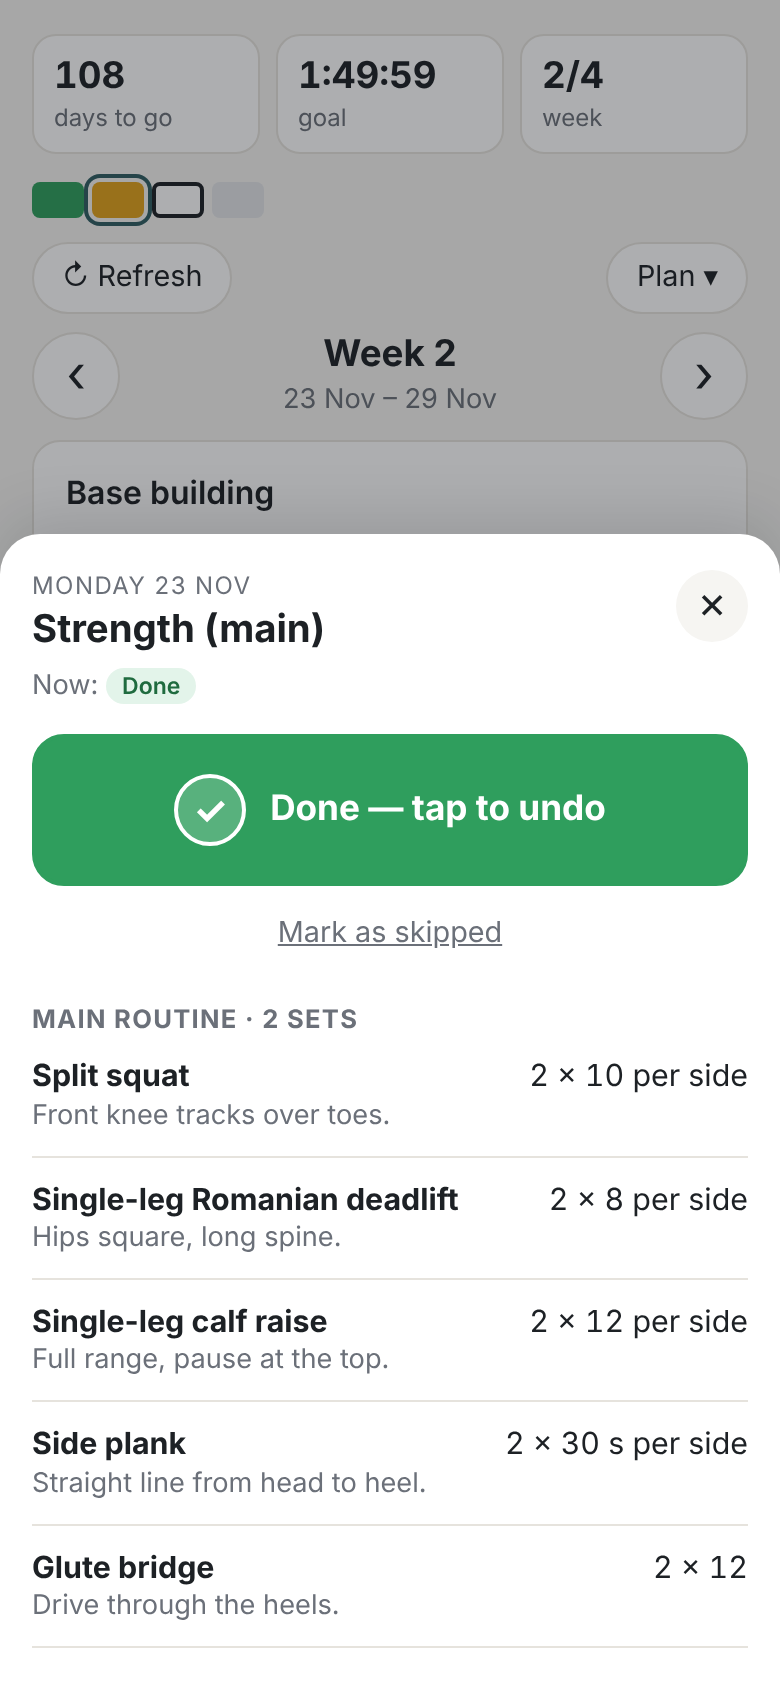 108
days to go
1:49:59
goal
2/4
week
↻ Refresh
Plan ▾
‹
Week 2
23 Nov – 29 Nov
›
Base building
MONDAY 23 NOV
Strength (main)
✕
Now: Done
✓ Done — tap to undo
Mark as skipped
MAIN ROUTINE · 2 SETS
Split squat 2 × 10 per side
Front knee tracks over toes.
Single-leg Romanian deadlift 2 × 8 per side
Hips square, long spine.
Single-leg calf raise 2 × 12 per side
Full range, pause at the top.
Side plank 2 × 30 s per side
Straight line from head to heel.
Glute bridge 2 × 12
Drive through the heels.